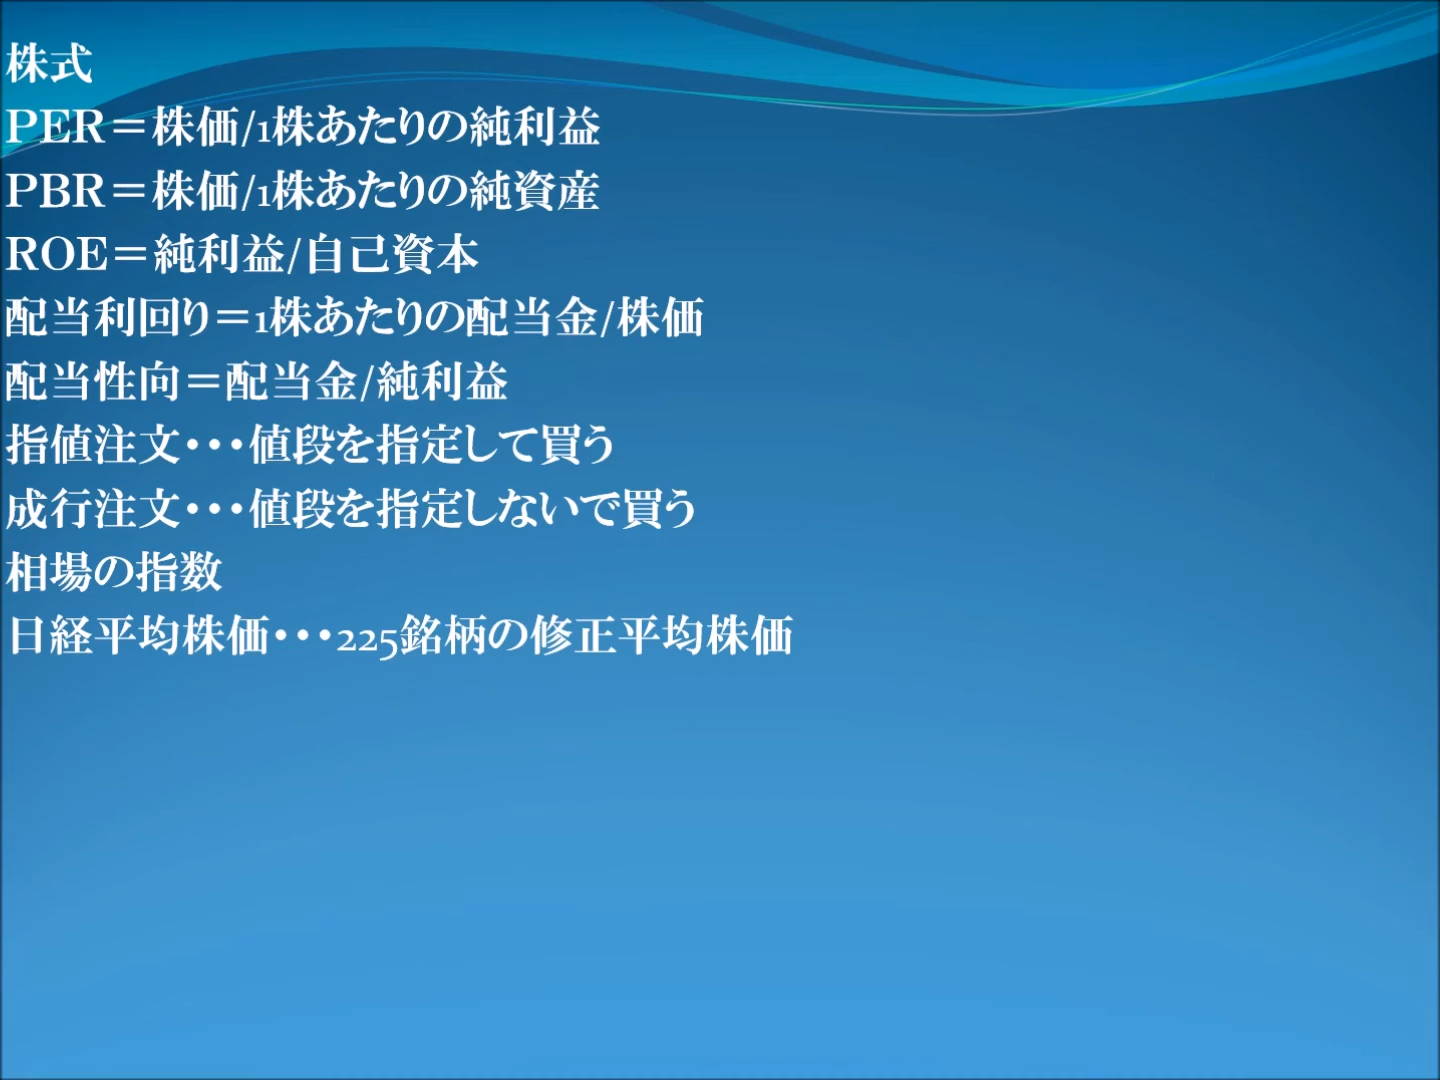 株式
PER＝株価/1株あたりの純利益
PBR＝株価/1株あたりの純資産
ROE＝純利益/自己資本
配当利回り＝1株あたりの配当金/株価
配当性向＝配当金/純利益
指値注文・・・値段を指定して買う
成行注文・・・値段を指定しないで買う
相場の指数
日経平均株価・・・225銘柄の修正平均株価